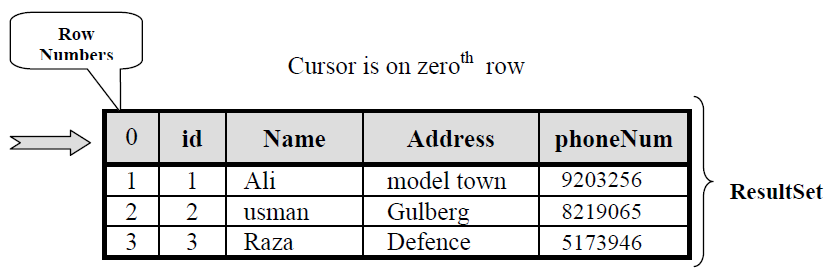 Row
Numbers
Cursor is on zeroth row
0 id Name Address phoneNum
1 1 Ali model town 9203256
2 2 usman Gulberg 8219065
3 3 Raza Defence 5173946
ResultSet